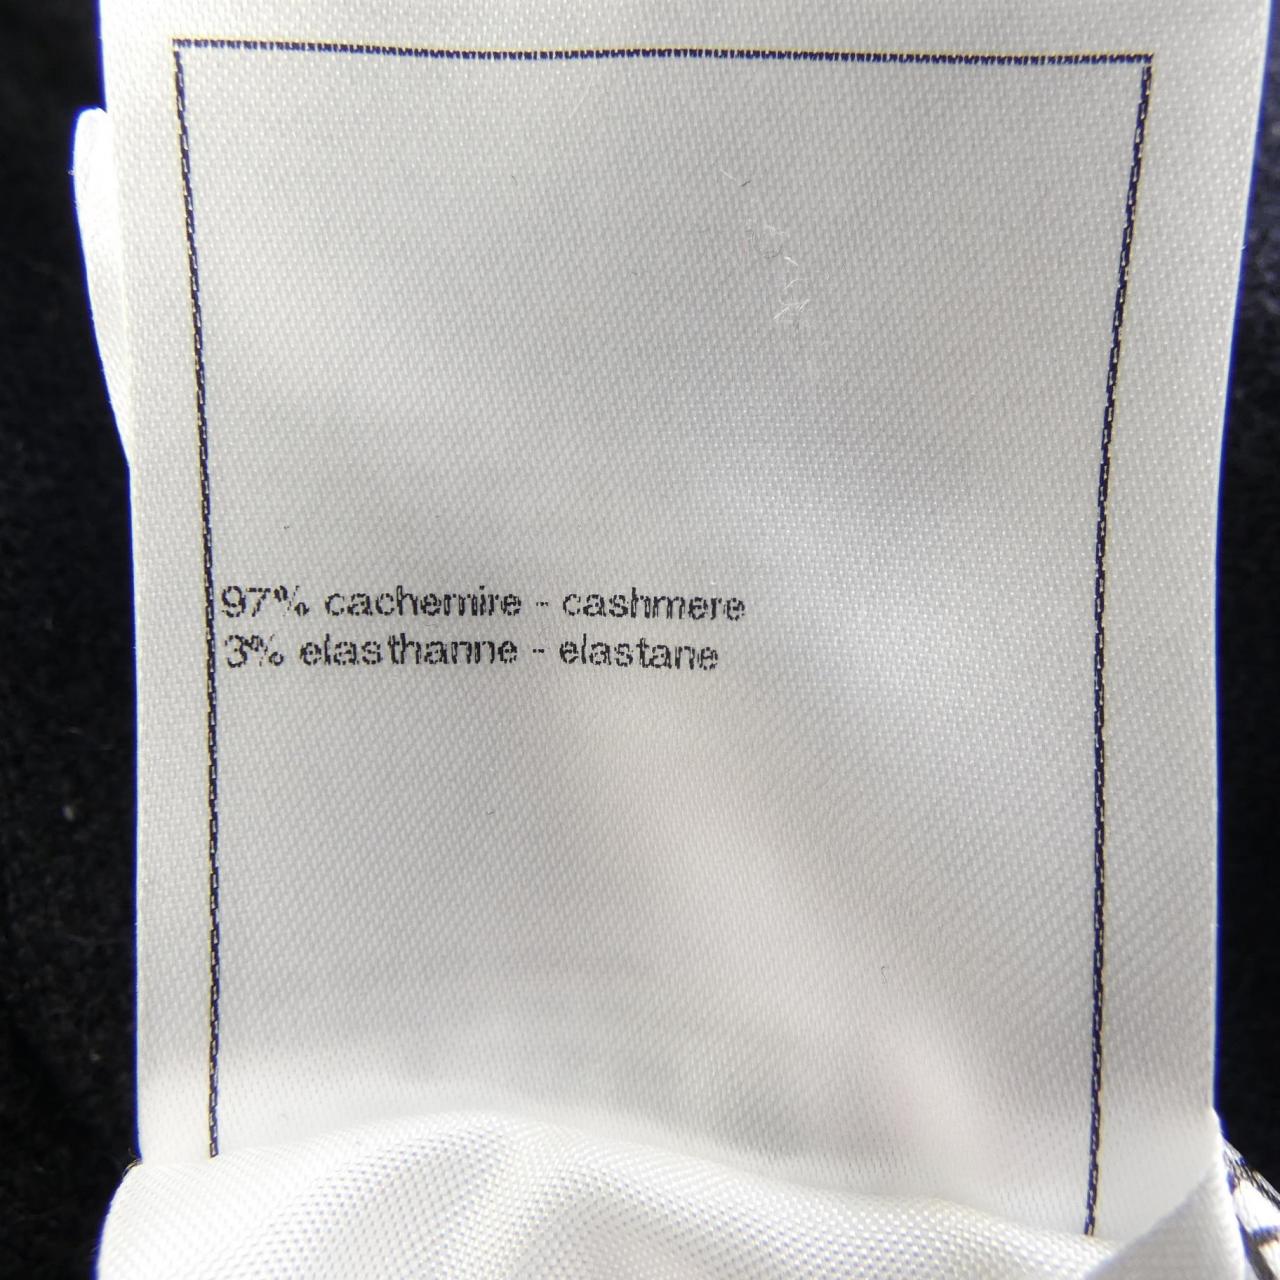 97% cachemire - cashmere
3% elasthanne - elastane